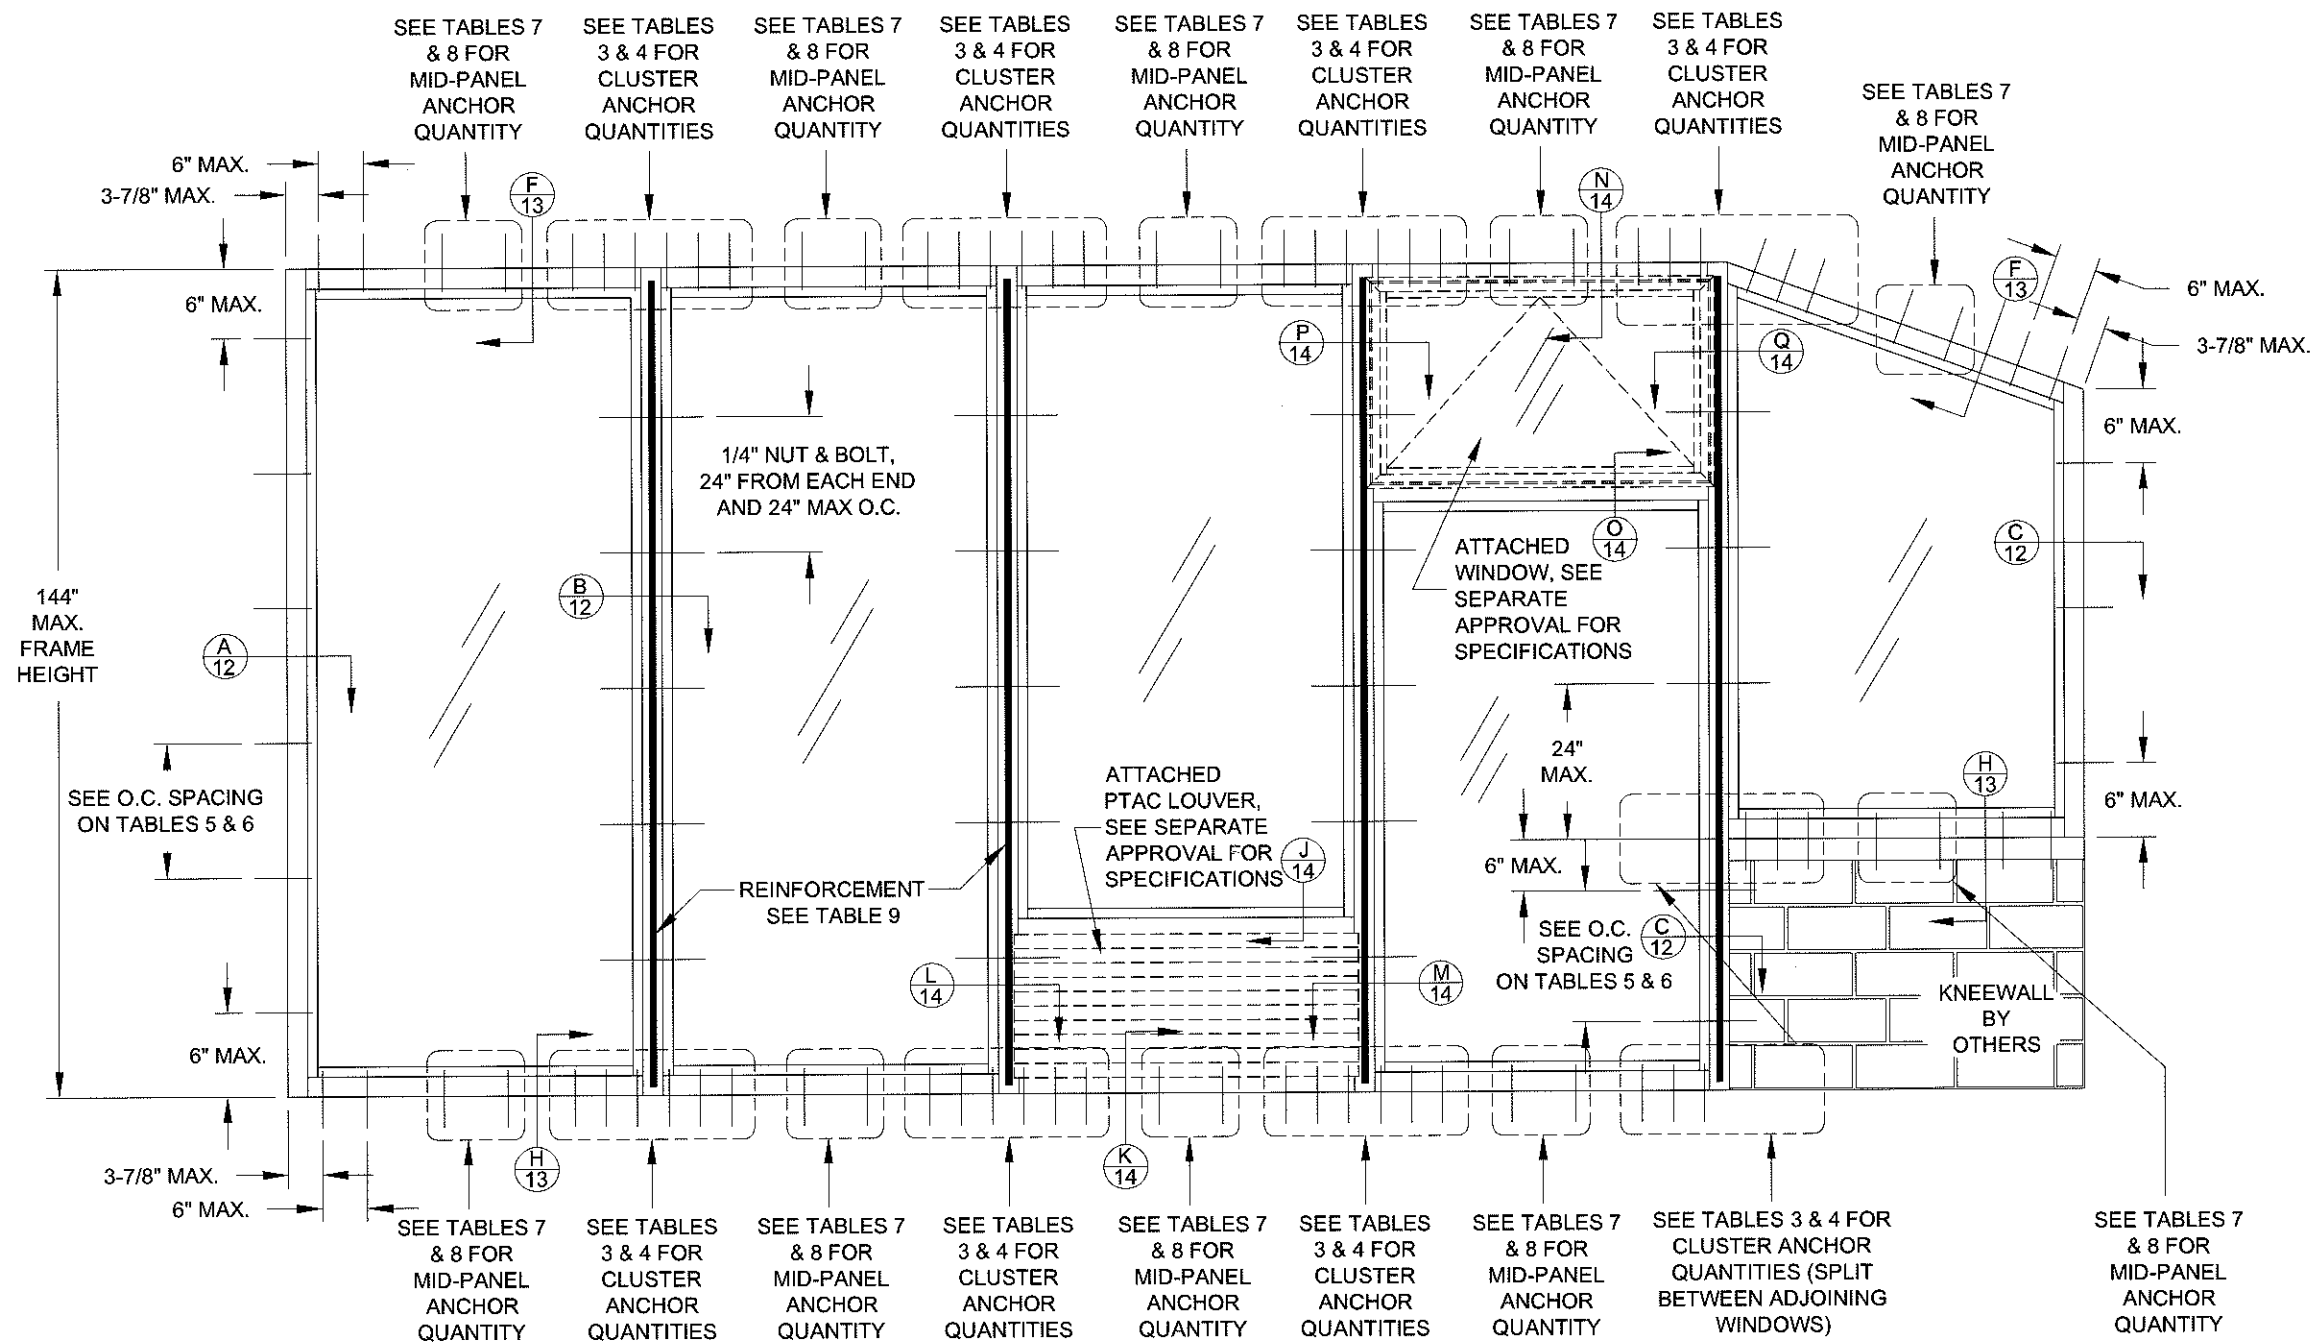 SEE TABLES 7
& 8 FOR
MID-PANEL
ANCHOR
QUANTITY
SEE TABLES
3 & 4 FOR
CLUSTER
ANCHOR
QUANTITIES
SEE TABLES 7
& 8 FOR
MID-PANEL
ANCHOR
QUANTITY
SEE TABLES
3 & 4 FOR
CLUSTER
ANCHOR
QUANTITIES
SEE TABLES 7
& 8 FOR
MID-PANEL
ANCHOR
QUANTITY
SEE TABLES
3 & 4 FOR
CLUSTER
ANCHOR
QUANTITIES
SEE TABLES 7
& 8 FOR
MID-PANEL
ANCHOR
QUANTITY
SEE TABLES
3 & 4 FOR
CLUSTER
ANCHOR
QUANTITIES
SEE TABLES 7
& 8 FOR
MID-PANEL
ANCHOR
QUANTITY
6" MAX.
3-7/8" MAX.
F
13
N
14
F
13
6" MAX.
3-7/8" MAX.
6" MAX.
P
14
Q
14
6" MAX.
1/4" NUT & BOLT,
24" FROM EACH END
AND 24" MAX O.C.
O
14
C
12
ATTACHED
WINDOW, SEE
SEPARATE
APPROVAL FOR
SPECIFICATIONS
144"
MAX.
FRAME
HEIGHT
A
12
B
12
SEE O.C. SPACING
ON TABLES 5 & 6
24"
MAX.
ATTACHED
PTAC LOUVER,
SEE SEPARATE
APPROVAL FOR
SPECIFICATIONS
J
14
H
13
6" MAX.
6" MAX.
REINFORCEMENT
SEE TABLE 9
SEE O.C.
SPACING
ON TABLES 5 & 6
C
12
L
14
M
14
KNEEWALL
BY
OTHERS
6" MAX.
H
13
K
14
3-7/8" MAX.
6" MAX.
SEE TABLES 7
& 8 FOR
MID-PANEL
ANCHOR
QUANTITY
SEE TABLES
3 & 4 FOR
CLUSTER
ANCHOR
QUANTITIES
SEE TABLES 7
& 8 FOR
MID-PANEL
ANCHOR
QUANTITY
SEE TABLES
3 & 4 FOR
CLUSTER
ANCHOR
QUANTITIES
SEE TABLES 7
& 8 FOR
MID-PANEL
ANCHOR
QUANTITY
SEE TABLES
3 & 4 FOR
CLUSTER
ANCHOR
QUANTITIES
SEE TABLES 7
& 8 FOR
MID-PANEL
ANCHOR
QUANTITY
SEE TABLES 3 & 4 FOR
CLUSTER ANCHOR
QUANTITIES (SPLIT
BETWEEN ADJOINING
WINDOWS)
SEE TABLES 7
& 8 FOR
MID-PANEL
ANCHOR
QUANTITY